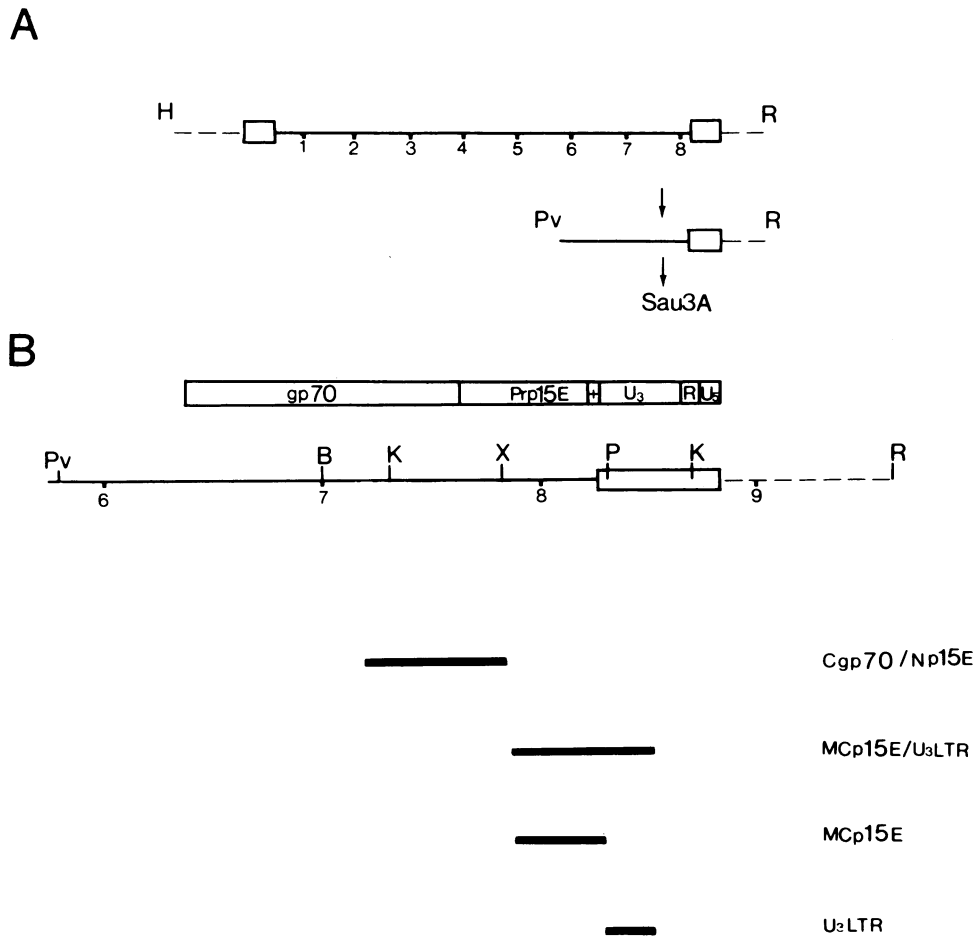 A
H R
1 2 3 4 5 6 7 8
Pv R
Sau3A
B
gp70 Prp15E + U3 R U5
Pv B K X P K R
6 7 8 9
Cgp70/Np15E
MCp15E/U3LTR
MCp15E
U3LTR